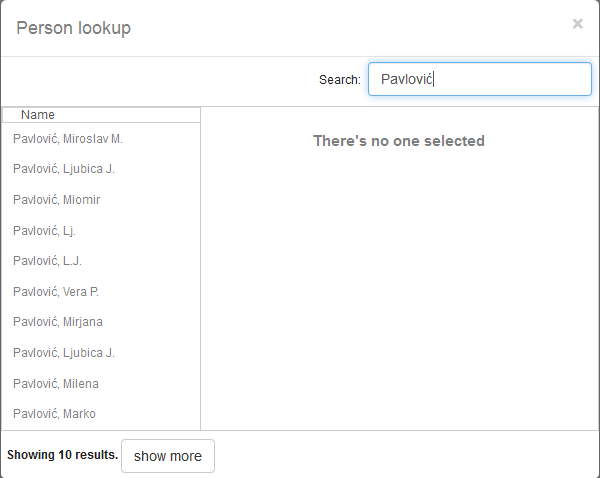 Person lookup
×
Search: Pavlović
Name
Pavlović, Miroslav M.
Pavlović, Ljubica J.
Pavlović, Miomir
Pavlović, Lj.
Pavlović, L.J.
Pavlović, Vera P.
Pavlović, Mirjana
Pavlović, Ljubica J.
Pavlović, Milena
Pavlović, Marko
There's no one selected
Showing 10 results. show more